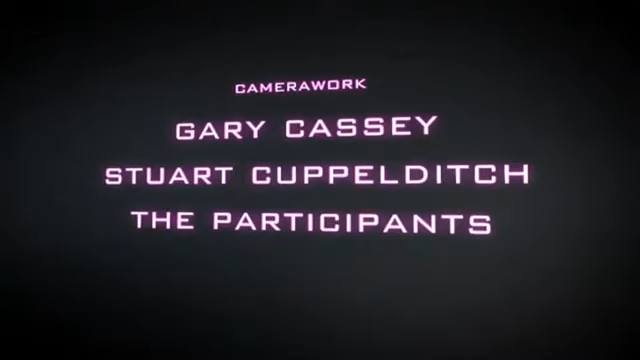 CAMERAWORK
GARY CASSEY
STUART CUPPELDITCH
THE PARTICIPANTS